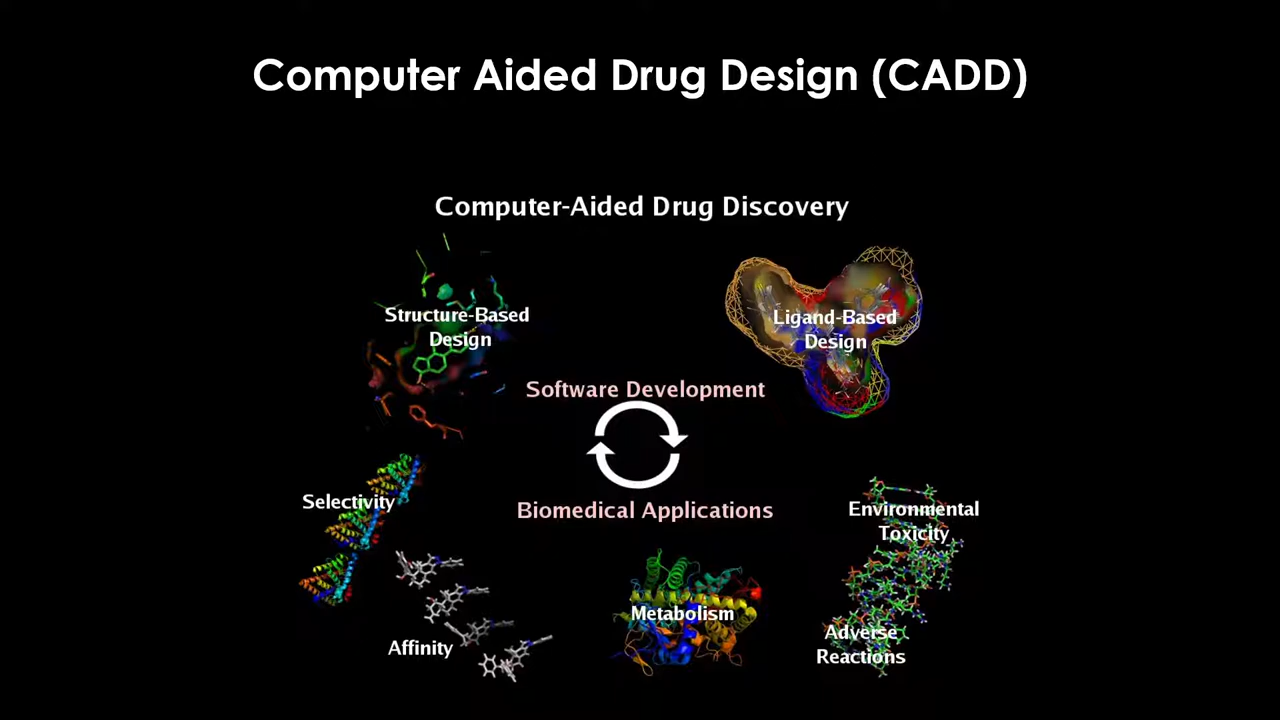 Computer Aided Drug Design (CADD)
Computer-Aided Drug Discovery
Structure-Based
Design
Ligand-Based
Design
Software Development
Selectivity
Biomedical Applications
Environmental
Toxicity
Metabolism
Affinity
Adverse
Reactions